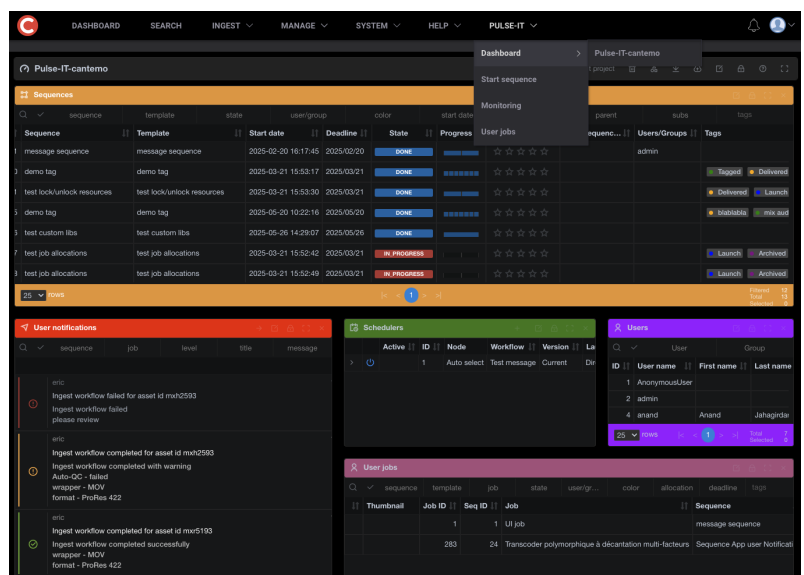 DASHBOARD SEARCH INGEST MANAGE SYSTEM HELP PULSE-IT
Dashboard Pulse-IT-cantemo
Start sequence
Monitoring
User jobs
Pulse-IT-cantemo project
Sequences
sequence template state user/group color start date parent subs tags
Sequence Template Start date Deadline State Progress equenc... Users/Groups Tags
message sequence message sequence 2025-02-20 16:17:45 2025/02/20 DONE admin
demo tag demo tag 2025-03-21 15:53:17 2025/03/21 DONE Tagged Delivered
test lock/unlock resources test lock/unlock resources 2025-03-21 15:53:30 2025/03/21 DONE Delivered Launch
demo tag demo tag 2025-05-20 10:22:16 2025/05/20 DONE blablabla mix aud
test custom libs test custom libs 2025-05-26 14:29:07 2025/05/26 DONE
test job allocations test job allocations 2025-03-21 15:52:42 2025/03/21 IN_PROGRESS Launch Archived
test job allocations test job allocations 2025-03-21 15:52:49 2025/03/21 IN_PROGRESS Launch Archived
25 rows 1 Filtered 13
Total 13
Selected 0
User notifications
sequence job level title message
eric
Ingest workflow failed for asset id mxh2593
Ingest workflow failed
please review
eric
Ingest workflow completed for asset id mxh2593
Ingest workflow completed with warning
Auto-QC - failed
wrapper - MOV
format - ProRes 422
eric
Ingest workflow completed for asset id mxr5193
Ingest workflow completed successfully
wrapper - MOV
format - ProRes 422
Schedulers
Active ID Node Workflow Version La
1 Auto select Test message Current Dir
Users
User Group
ID User name First name Last name
1 AnonymousUser
2 admin
4 anand Anand Jahagirdar
25 rows 1 Total 7
Selected 0
User jobs
sequence template job state user/gr... color allocation deadline tags
Thumbnail Job ID Seq ID Job Sequence
1 1 UI job message sequence
283 24 Transcoder polymorphique à décantation multi-facteurs Sequence App user Notificati